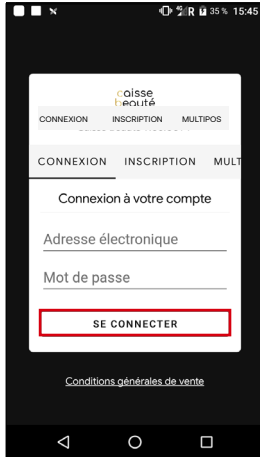 R 35 % 15:45
caisse
beauté
CONNEXION INSCRIPTION MULTIPOS
CONNEXION INSCRIPTION MULT
Connexion à votre compte
Adresse électronique
Mot de passe
SE CONNECTER
Conditions générales de vente